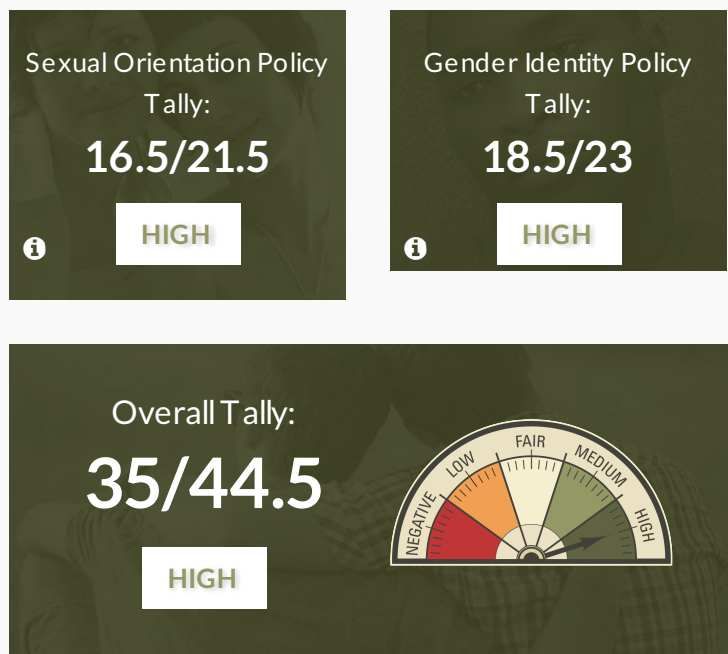 Sexual Orientation Policy
Tally:
16.5/21.5
HIGH
Gender Identity Policy
Tally:
18.5/23
HIGH
Overall Tally:
35/44.5
HIGH
NEGATIVE
LOW
FAIR
MEDIUM
HIGH